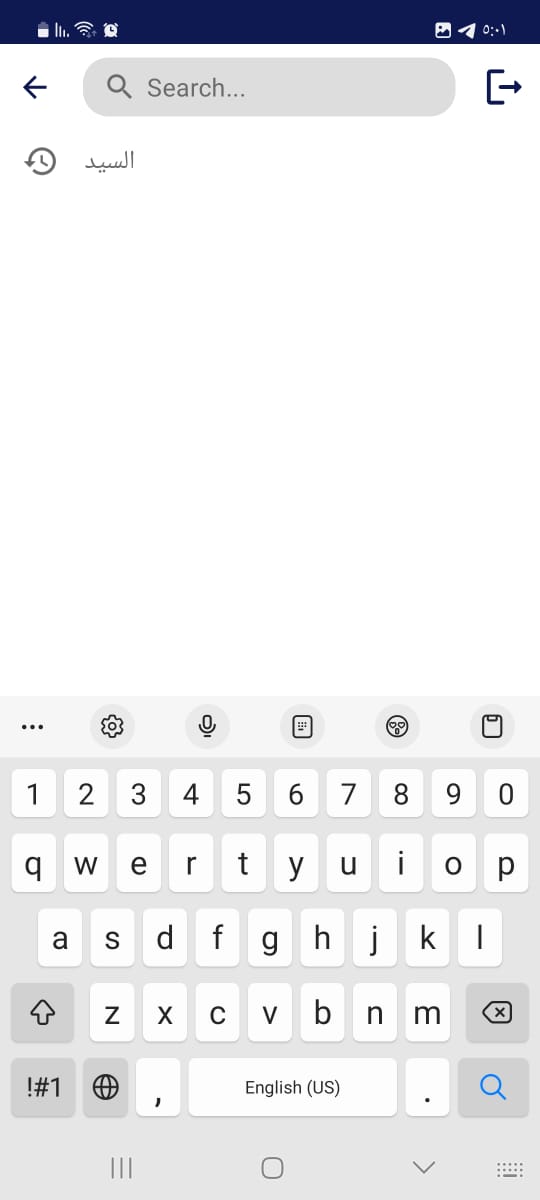 ٥:٠١
Search...
السيد
1 2 3 4 5 6 7 8 9 0
q w e r t y u i o p
a s d f g h j k l
z x c v b n m
!#1 , English (US) .